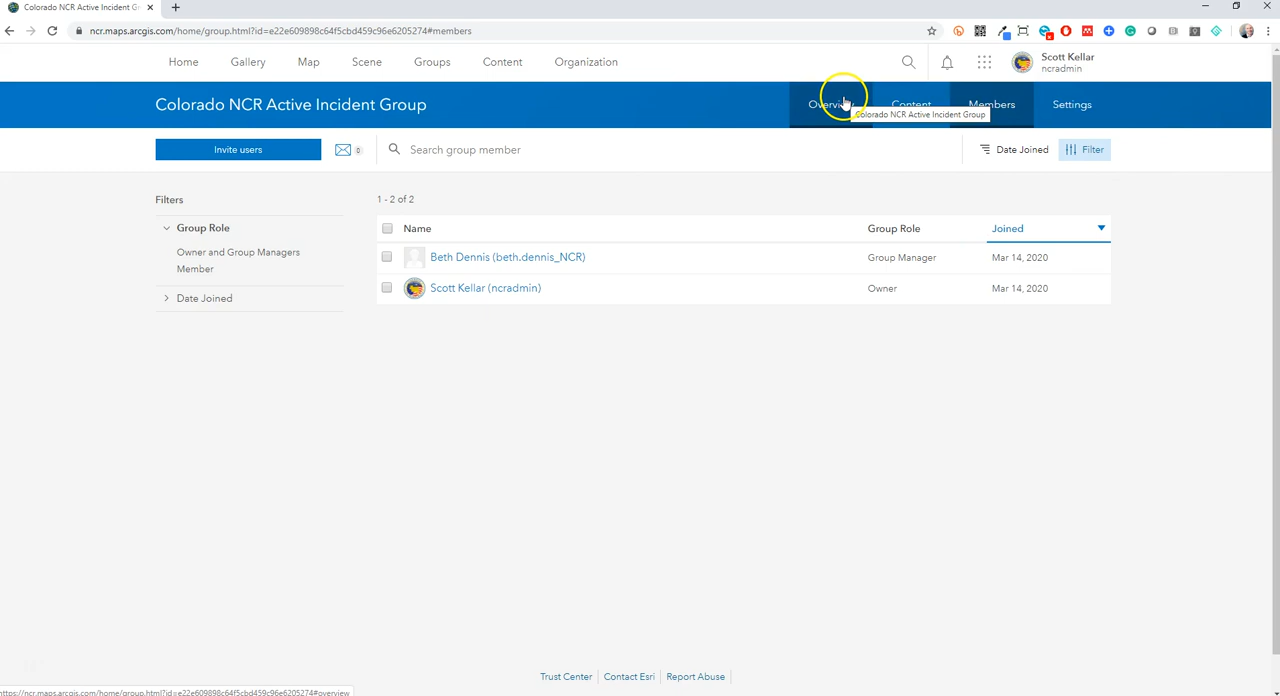 Colorado NCR Active Incident G
ncr.maps.arcgis.com/home/group.html?id=e22e609898c64f5cbd459c96e6205274#members
Home Gallery Map Scene Groups Content Organization
Scott Kellar
ncradmin
Colorado NCR Active Incident Group
Overview Content Members Settings
Colorado NCR Active Incident Group
Invite users
0
Search group member
Date Joined
Filter
Filters
Group Role
Owner and Group Managers
Member
Date Joined
1 - 2 of 2
Name Group Role Joined
Beth Dennis (beth.dennis_NCR) Group Manager Mar 14, 2020
Scott Kellar (ncradmin) Owner Mar 14, 2020
Trust Center Contact Esri Report Abuse
https://ncr.maps.arcgis.com/home/group.html?id=e22e609898c64f5cbd459c96e6205274#overview